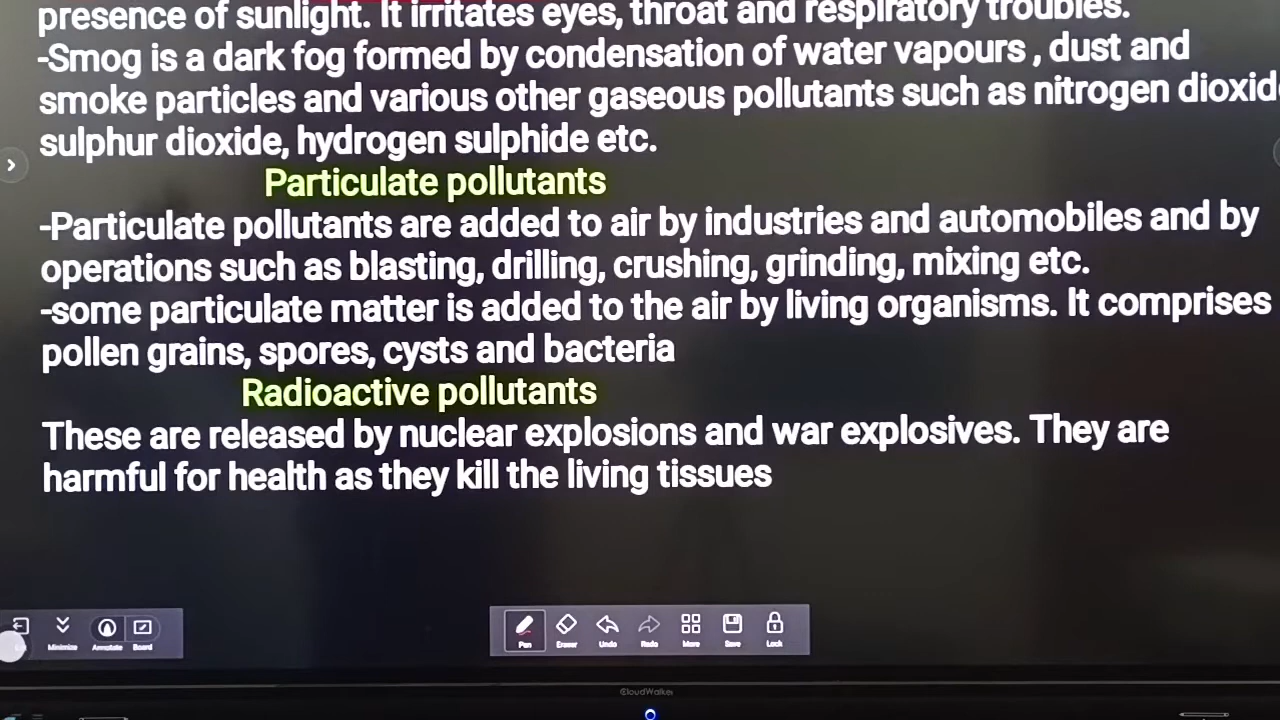 presence of sunlight. It irritates eyes, throat and respiratory troubles.
-Smog is a dark fog formed by condensation of water vapours , dust and
smoke particles and various other gaseous pollutants such as nitrogen dioxide
sulphur dioxide, hydrogen sulphide etc.
Particulate pollutants
-Particulate pollutants are added to air by industries and automobiles and by
operations such as blasting, drilling, crushing, grinding, mixing etc.
-some particulate matter is added to the air by living organisms. It comprises
pollen grains, spores, cysts and bacteria
Radioactive pollutants
These are released by nuclear explosions and war explosives. They are
harmful for health as they kill the living tissues
Minimize Annotate Board Pen Eraser Undo Redo More Save Lock
CloudWalker